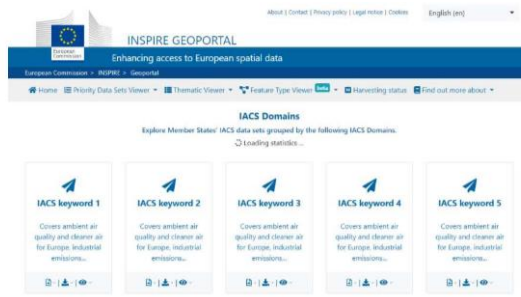 About | Contact | Privacy policy | Legal notice | Cookies
English (en)
European
Commission
INSPIRE GEOPORTAL
Enhancing access to European spatial data
European Commission > INSPIRE > Geoportal
Home Priority Data Sets Viewer Thematic Viewer Feature Type Viewer beta Harvesting status Find out more about
IACS Domains
Explore Member States' IACS data sets grouped by the following IACS Domains.
Loading statistics ...
IACS keyword 1
Covers ambient air
quality and cleaner air
for Europe, industrial
emissions...
- | - | -
IACS keyword 2
Covers ambient air
quality and cleaner air
for Europe, industrial
emissions...
- | - | -
IACS keyword 3
Covers ambient air
quality and cleaner air
for Europe, industrial
emissions...
- | - | -
IACS keyword 4
Covers ambient air
quality and cleaner air
for Europe, industrial
emissions...
- | - | -
IACS keyword 5
Covers ambient air
quality and cleaner air
for Europe, industrial
emissions...
- | - | -